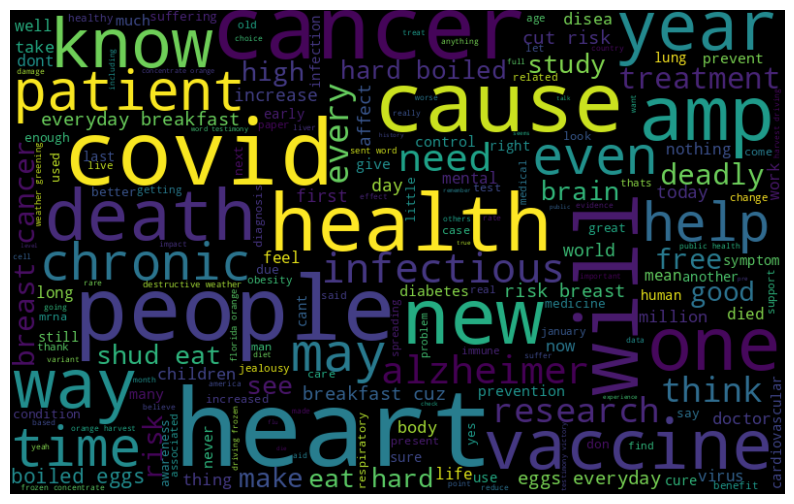 healthy much suffering
well old infection
take choice
dont treat
damage anything
know
cancer
year
age disea
let
cut risk
country
full
lung prevent
including
concentrate orange
high hard boiled study
related
patient
increase
treatment
everyday breakfast
every
affect
cause
amp
covid
early
paper liver
really worse
history
look
enough
word testimony
sent word
control right nothing
used
last
live
next
give
need
even
want
come
deadly
thats
weather greening
better getting
day
little
medical
death
first
mental
test
brain
today
work
change
diagnosis
effect
health
case others
great
help
breast cancer
chronic
feel
world
free
public health
symptom
cell
impact
due
infectious
mean another
rare
obesity
will
long
destructive weather
diabetes
risk breast
human
support
going
said
real
medicine
million
died
mrna
people
new
one
still
cant
spreading
problem
january
data
thank
man
shud eat
florida orange
variant
diet
jealousy
immune
suffer
now
way
may
alzheimer
children
month
america
care
prevention
think
condition
see
breakfast cuz
many
increased
believe
check
research
say
doctor
based
time
risk
awareness
associated
never
driving frozen
heart
body
present
sure
respiratory
yes
vaccine
don
find
cardiovascular
yeah
orange harvest
thing
boiled eggs
make
eat hard
life
use
eggs everyday
cure
virus
point
reduce
benefit
frozen concentrate
experience